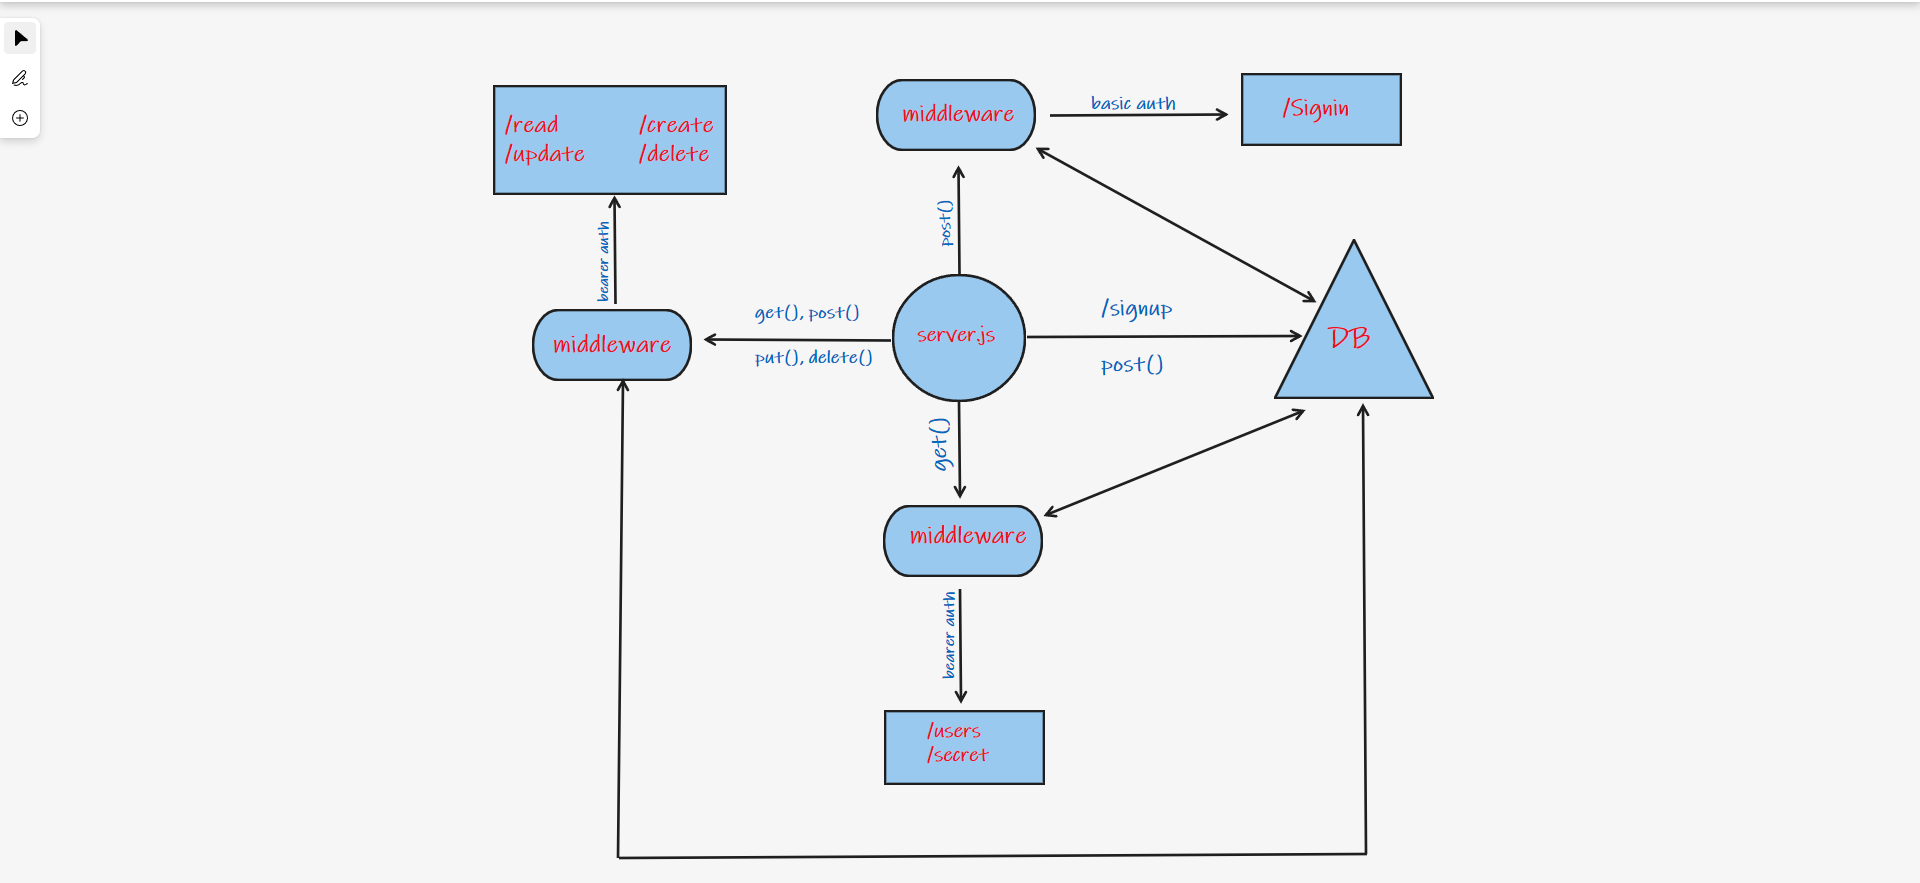 middleware
basic auth
/Signin
/read /create
/update /delete
post()
bearer auth
get(), post()
/signup
middleware
server.js
DB
put(), delete()
post()
get()
middleware
bearer auth
/users
/secret